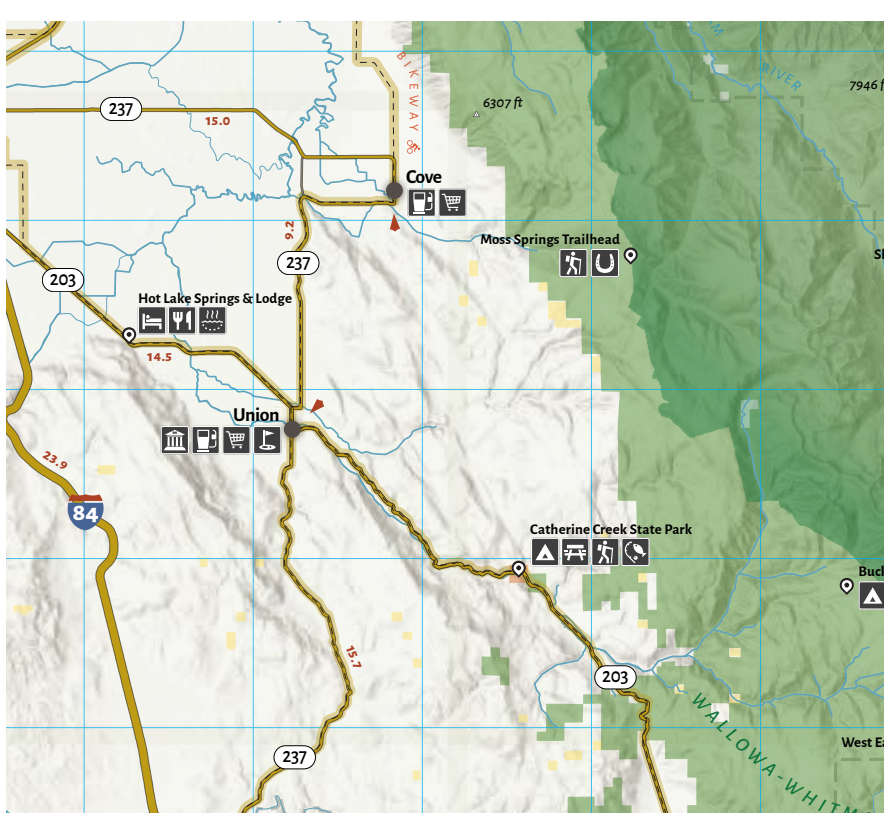 BIKEWAY
RIVER
7946 f
6307 ft
237
15.0
Cove
9.2
Moss Springs Trailhead
237
203
Hot Lake Springs & Lodge
14.5
Union
23.9
84
Catherine Creek State Park
Buc
15.7
203
WALLOWA-WHITM
West Ea
237